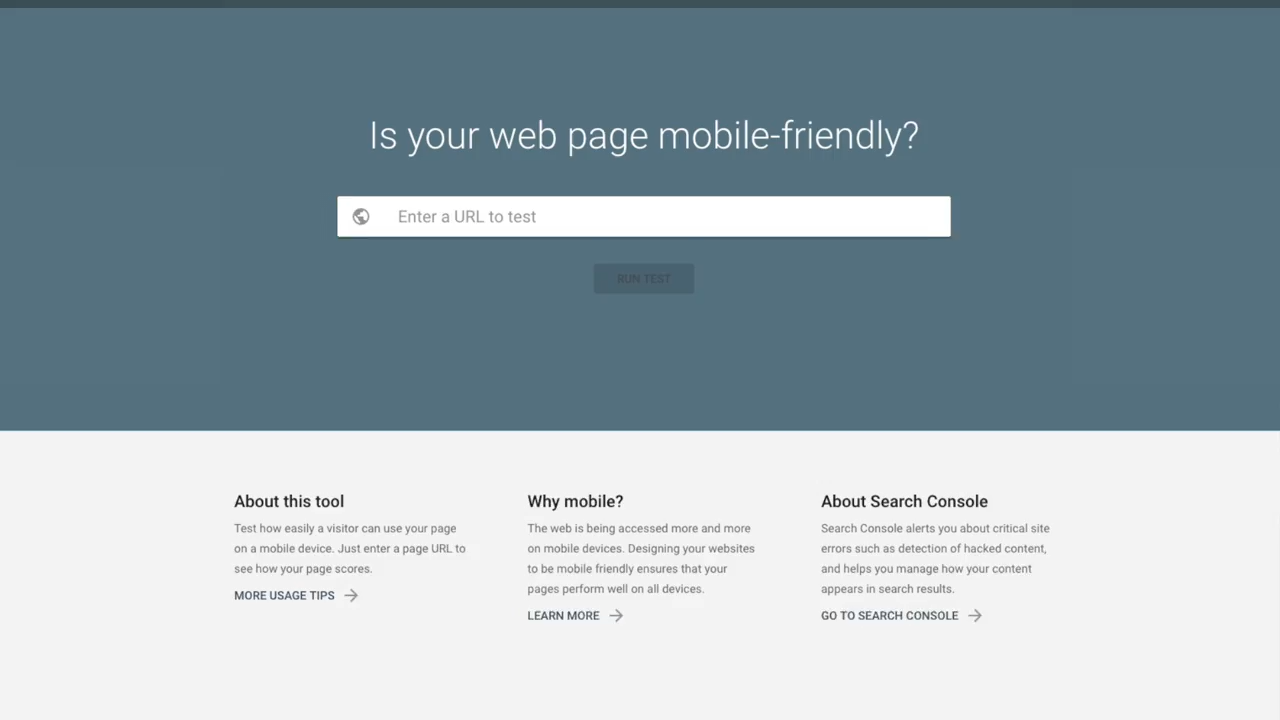 Is your web page mobile-friendly?
Enter a URL to test
RUN TEST
About this tool
Test how easily a visitor can use your page
on a mobile device. Just enter a page URL to
see how your page scores.
MORE USAGE TIPS
Why mobile?
The web is being accessed more and more
on mobile devices. Designing your websites
to be mobile friendly ensures that your
pages perform well on all devices.
LEARN MORE
About Search Console
Search Console alerts you about critical site
errors such as detection of hacked content,
and helps you manage how your content
appears in search results.
GO TO SEARCH CONSOLE